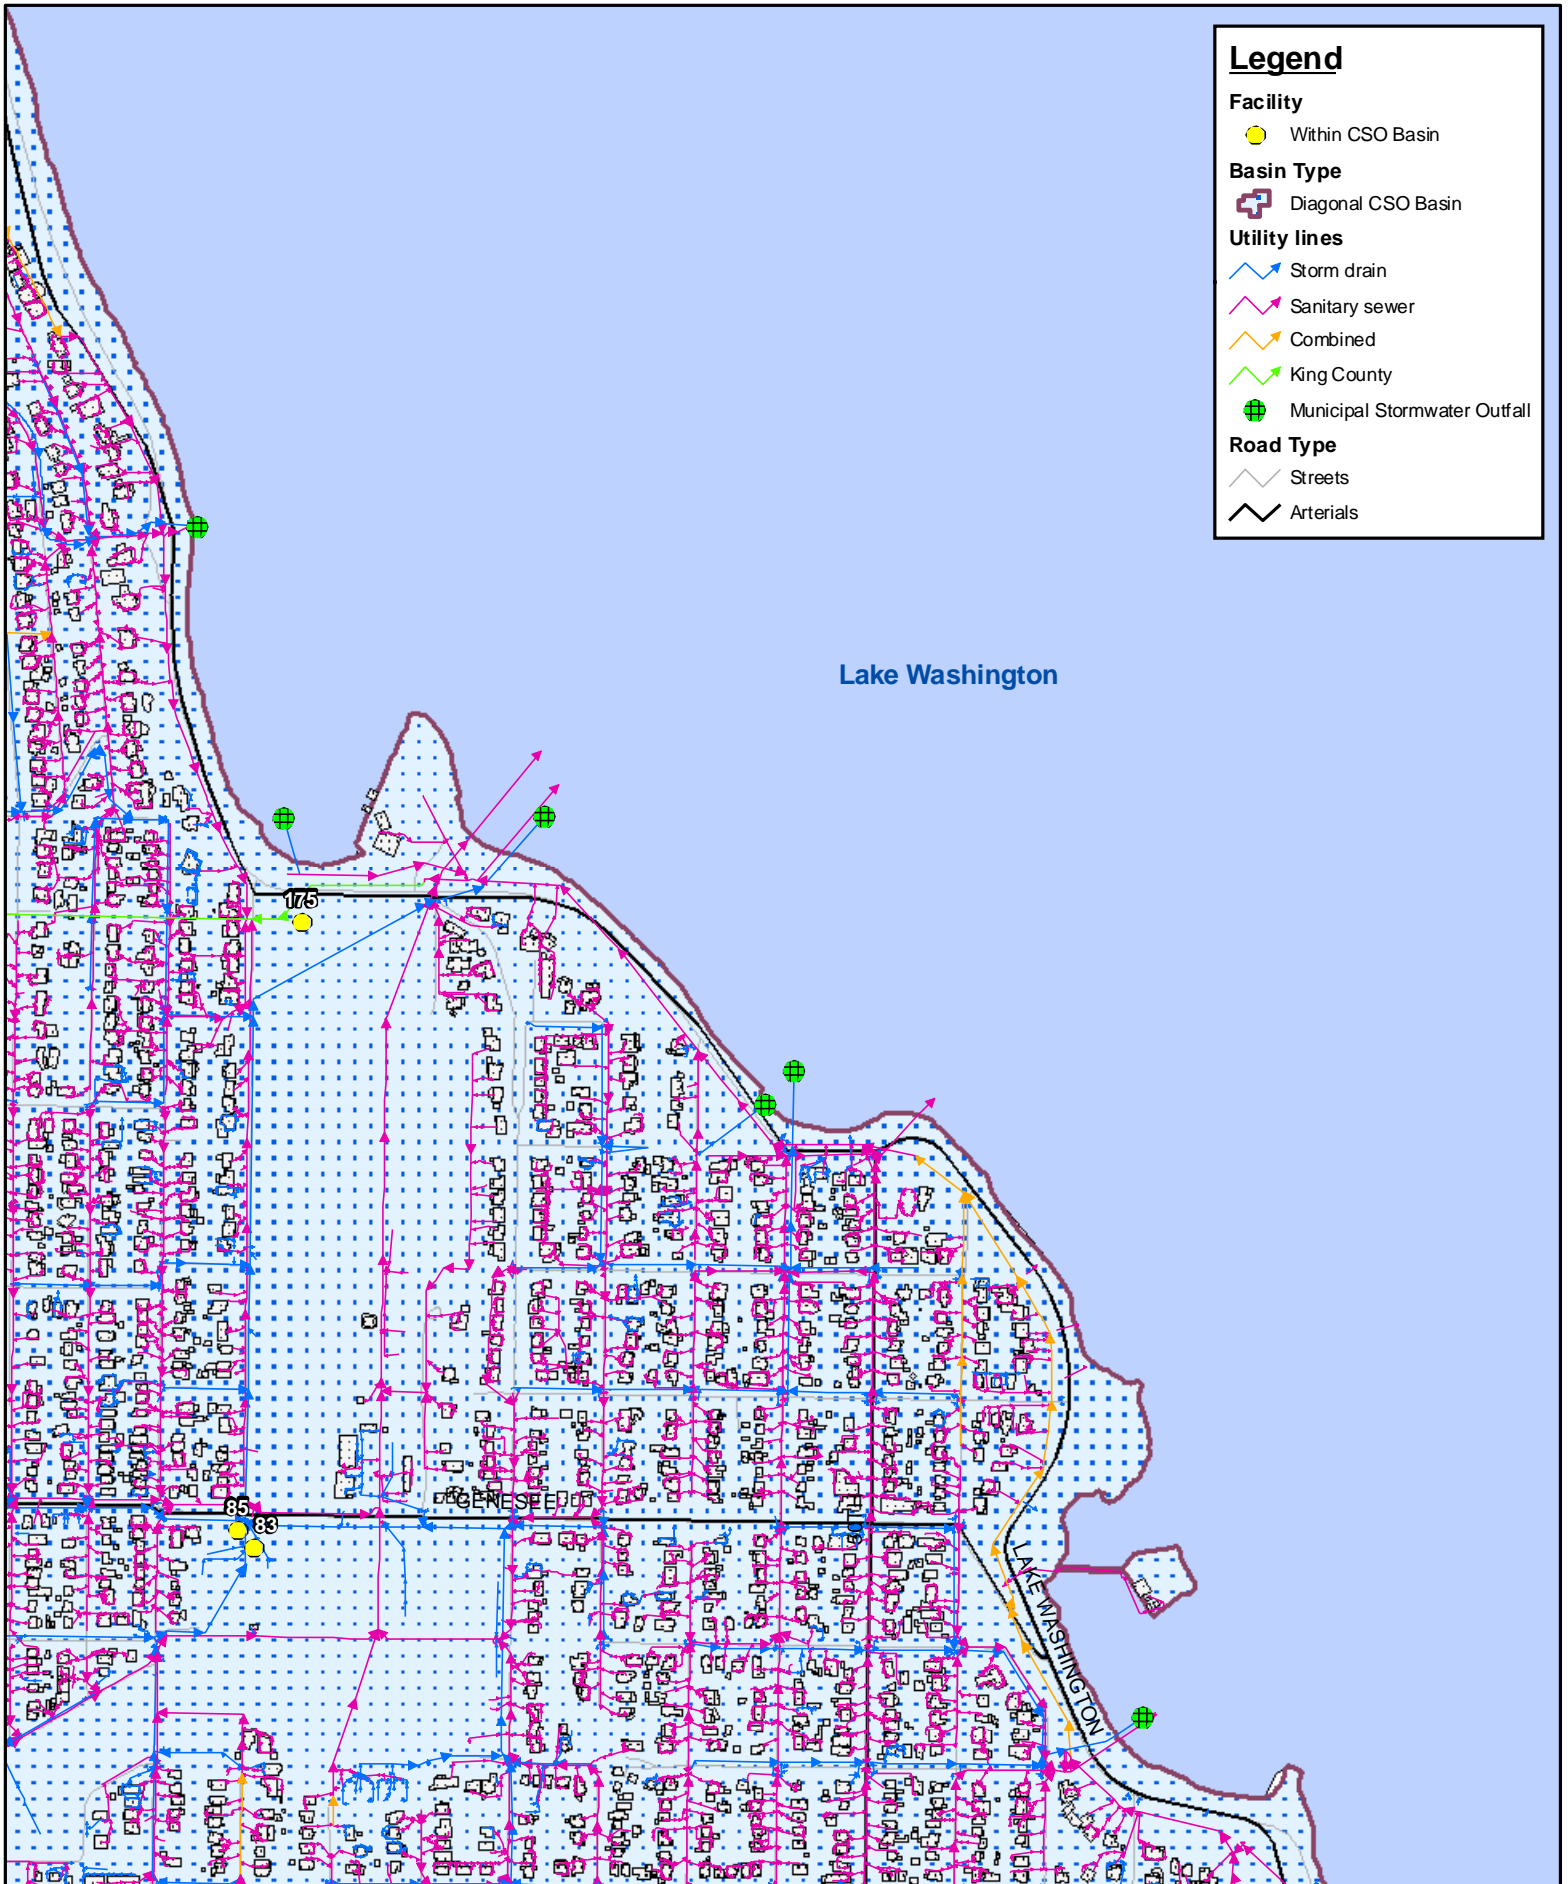 Legend
Facility
Within CSO Basin
Basin Type
Diagonal CSO Basin
Utility lines
Storm drain
Sanitary sewer
Combined
King County
Municipal Stormwater Outfall
Road Type
Streets
Arterials
Lake Washington
175
85
83
GENESEE
50TH
LAKE WASHINGTON